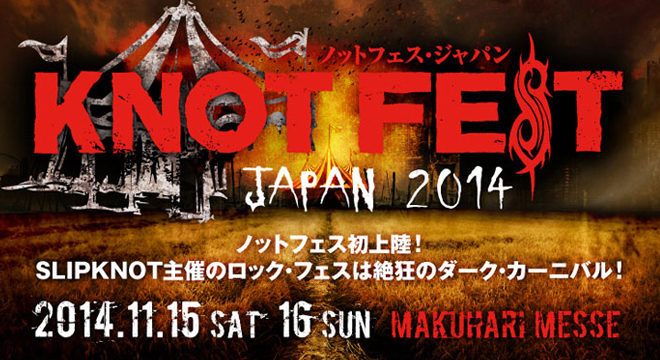 ノットフェス・ジャパン
KNOTFEST
JAPAN 2014
ノットフェス初上陸！
SLIPKNOT主催のロック・フェスは絶狂のダーク・カーニバル！
2014.11.15 SAT 16 SUN MAKUHARI MESSE